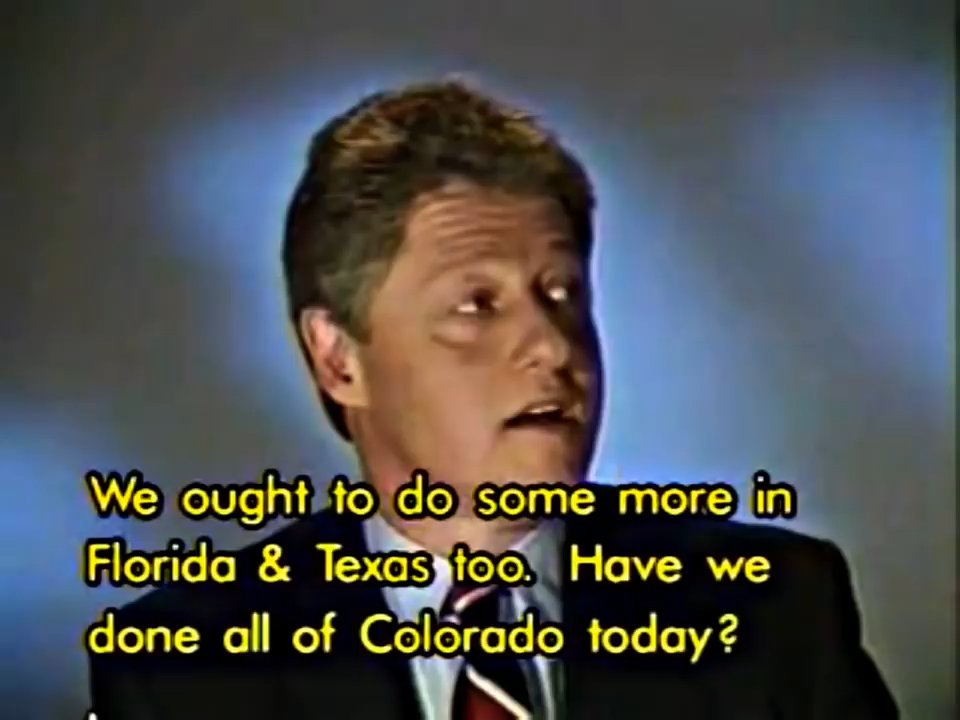 We ought to do some more in
Florida & Texas too. Have we
done all of Colorado today?